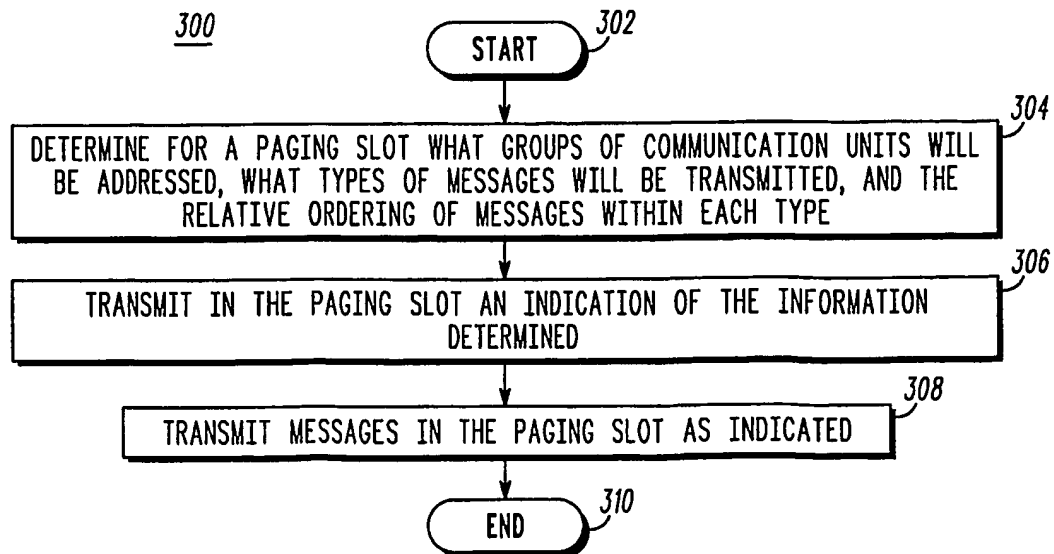 300
START
302
304
DETERMINE FOR A PAGING SLOT WHAT GROUPS OF COMMUNICATION UNITS WILL
BE ADDRESSED, WHAT TYPES OF MESSAGES WILL BE TRANSMITTED, AND THE
RELATIVE ORDERING OF MESSAGES WITHIN EACH TYPE
306
TRANSMIT IN THE PAGING SLOT AN INDICATION OF THE INFORMATION
DETERMINED
308
TRANSMIT MESSAGES IN THE PAGING SLOT AS INDICATED
END
310